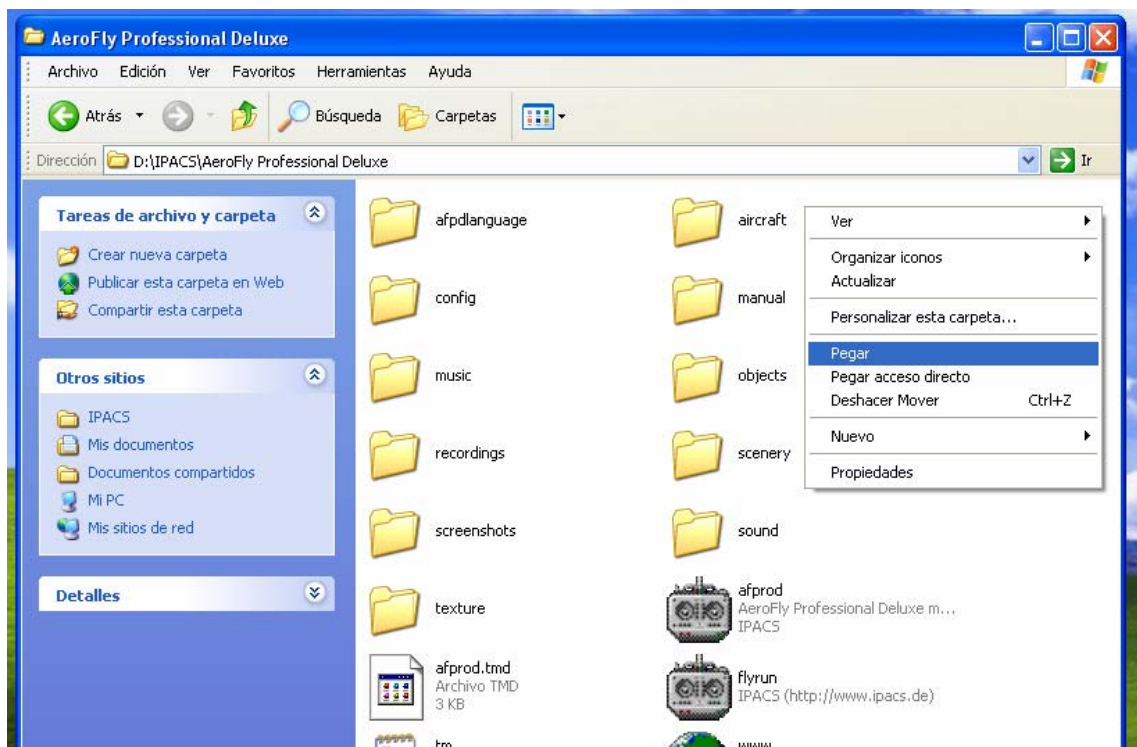 AeroFly Professional Deluxe
Archivo Edición Ver Favoritos Herramientas Ayuda
Atrás Búsqueda Carpetas
Dirección D:\IPACS\AeroFly Professional Deluxe Ir
Tareas de archivo y carpeta
Crear nueva carpeta
Publicar esta carpeta en Web
Compartir esta carpeta
Otros sitios
IPACS
Mis documentos
Documentos compartidos
Mi PC
Mis sitios de red
Detalles
afpdlanguage
aircraft
config
manual
music
objects
recordings
scenery
screenshots
sound
texture
afprod
AeroFly Professional Deluxe m...
IPACS
afprod.tmd
Archivo TMD
3 KB
flyrun
IPACS (http://www.ipacs.de)
tm
www
Ver
Organizar iconos
Actualizar
Personalizar esta carpeta...
Pegar
Pegar acceso directo
Deshacer Mover Ctrl+Z
Nuevo
Propiedades